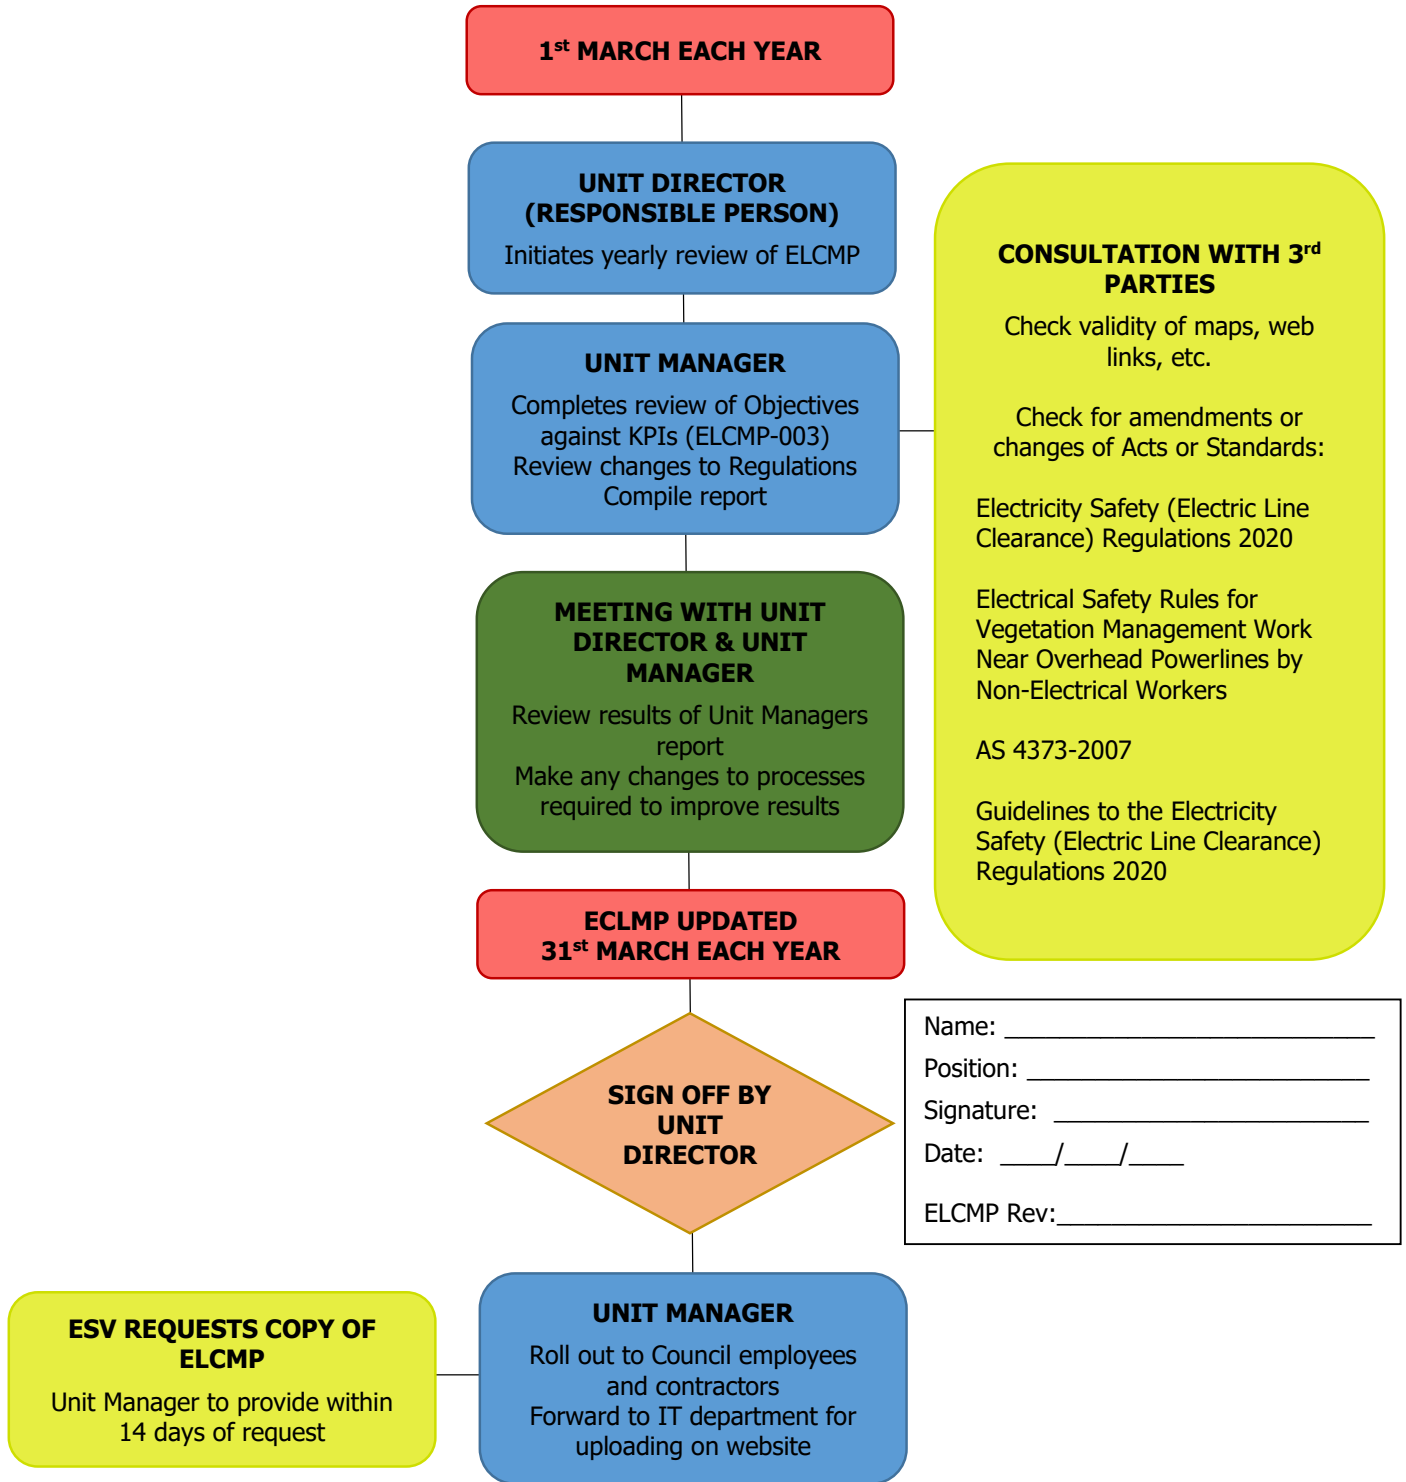 1st MARCH EACH YEAR
UNIT DIRECTOR
(RESPONSIBLE PERSON)
Initiates yearly review of ELCMP
UNIT MANAGER
Completes review of Objectives
against KPIs (ELCMP-003)
Review changes to Regulations
Compile report
CONSULTATION WITH 3rd
PARTIES
Check validity of maps, web
links, etc.
Check for amendments or
changes of Acts or Standards:
Electricity Safety (Electric Line
Clearance) Regulations 2020
Electrical Safety Rules for
Vegetation Management Work
Near Overhead Powerlines by
Non-Electrical Workers
AS 4373-2007
Guidelines to the Electricity
Safety (Electric Line Clearance)
Regulations 2020
MEETING WITH UNIT
DIRECTOR & UNIT
MANAGER
Review results of Unit Managers
report
Make any changes to processes
required to improve results
ECLMP UPDATED
31st MARCH EACH YEAR
SIGN OFF BY
UNIT
DIRECTOR
Name: ___________________________
Position: _________________________
Signature: _______________________
Date: ____/____/____
ELCMP Rev:_______________________
UNIT MANAGER
Roll out to Council employees
and contractors
Forward to IT department for
uploading on website
ESV REQUESTS COPY OF
ELCMP
Unit Manager to provide within
14 days of request